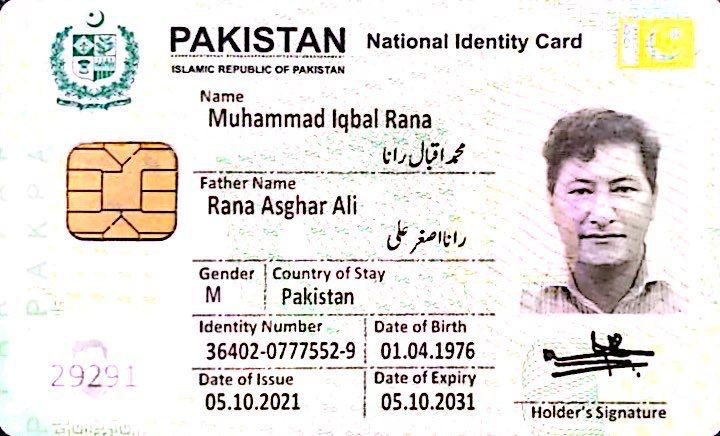 PAKISTAN National Identity Card
ISLAMIC REPUBLIC OF PAKISTAN
Name
Muhammad Iqbal Rana
محمد اقبال رانا
Father Name
Rana Asghar Ali
رانا اصغر علی
Gender Country of Stay
M Pakistan
Identity Number Date of Birth
36402-0777552-9 01.04.1976
Date of Issue Date of Expiry
05.10.2021 05.10.2031
29291
Holder's Signature